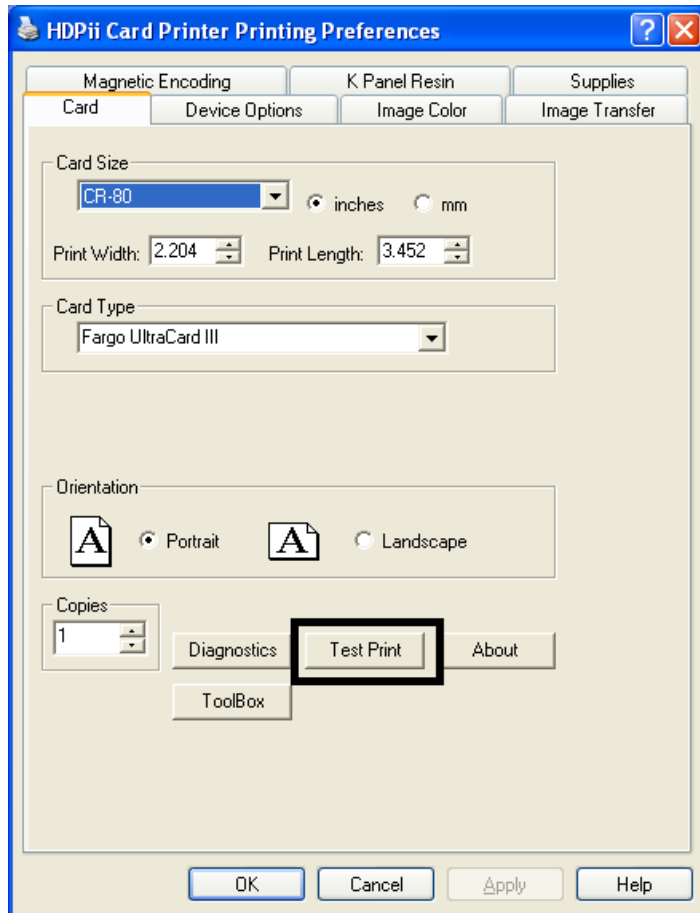 HDPii Card Printer Printing Preferences
Magnetic Encoding K Panel Resin Supplies
Card Device Options Image Color Image Transfer
Card Size
CR-80 inches mm
Print Width: 2.204 Print Length: 3.452
Card Type
Fargo UltraCard III
Orientation
A Portrait A Landscape
Copies
1 Diagnostics Test Print About
ToolBox
OK Cancel Apply Help